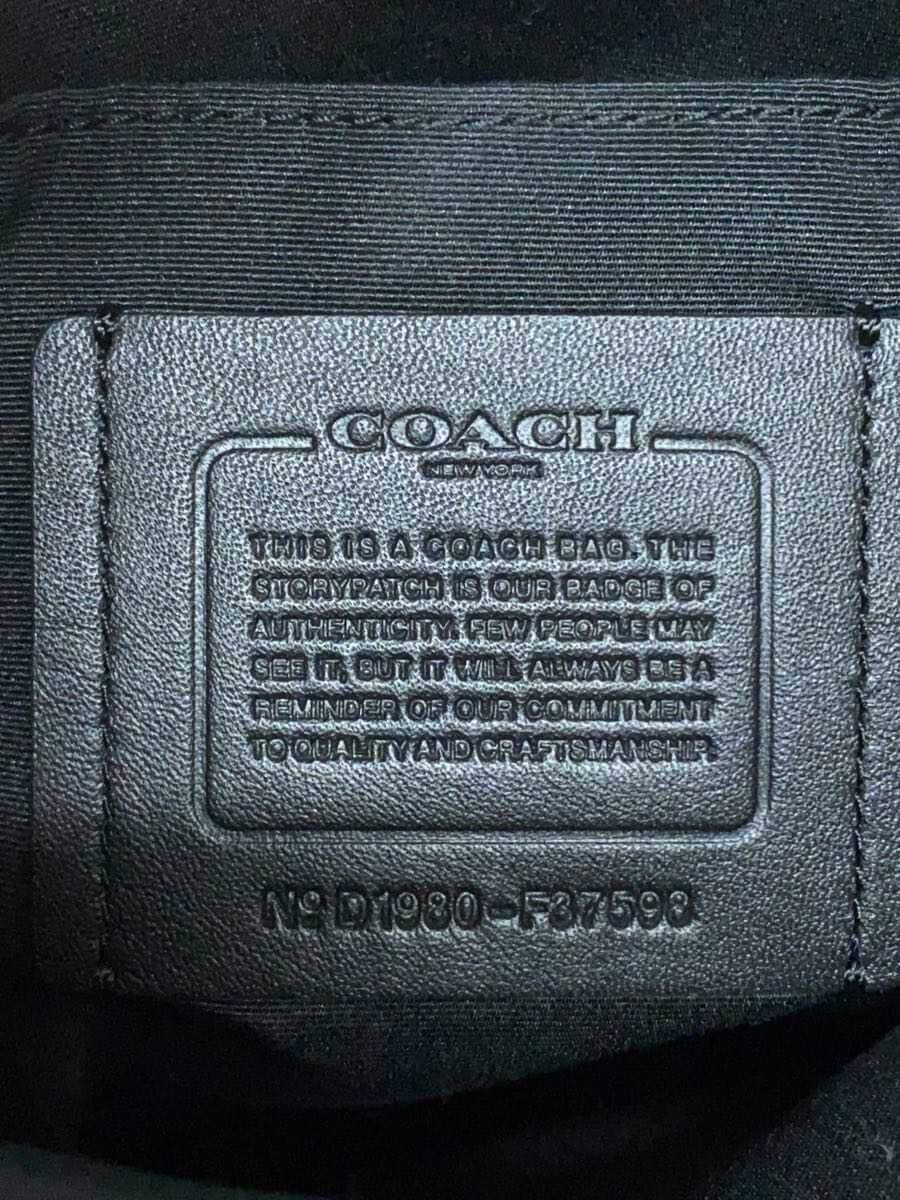 COACH
NEW YORK
THIS IS A COACH BAG. THE
STORYPATCH IS OUR BADGE OF
AUTHENTICITY. FEW PEOPLE MAY
SEE IT, BUT IT WILL ALWAYS BE A
REMINDER OF OUR COMMITMENT
TO QUALITY AND CRAFTSMANSHIP.
Nº D1980-F37598